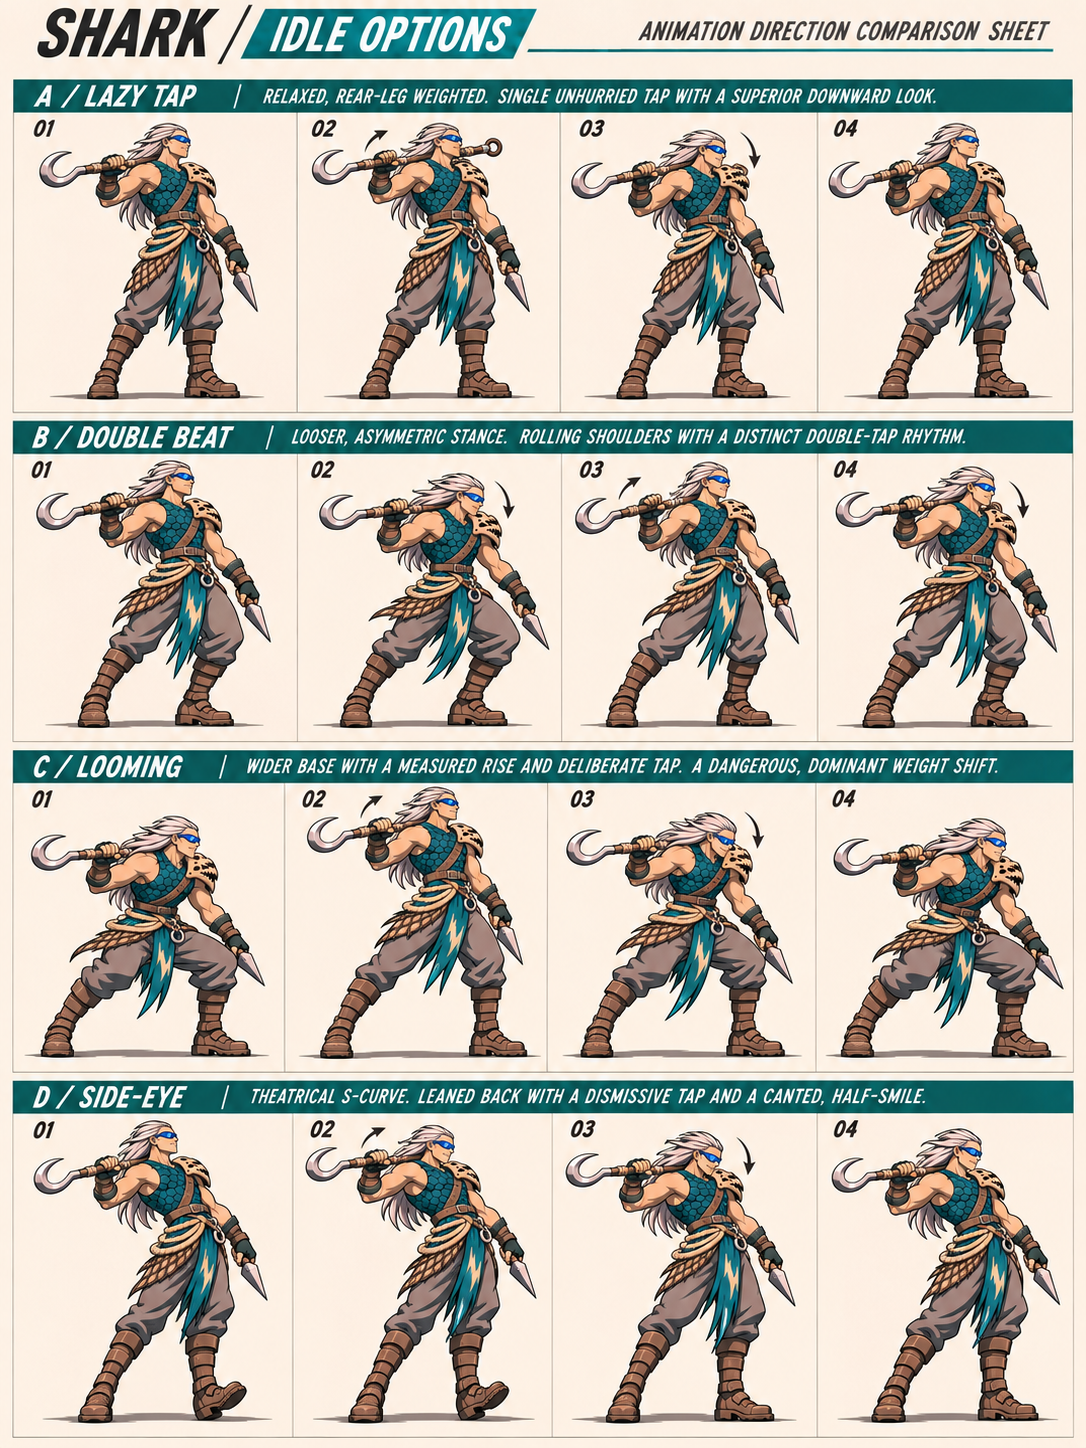 SHARK / IDLE OPTIONS
ANIMATION DIRECTION COMPARISON SHEET
A / LAZY TAP | RELAXED, REAR-LEG WEIGHTED. SINGLE UNHURRIED TAP WITH A SUPERIOR DOWNWARD LOOK.
01 02 03 04
B / DOUBLE BEAT | LOOSER, ASYMMETRIC STANCE. ROLLING SHOULDERS WITH A DISTINCT DOUBLE-TAP RHYTHM.
01 02 03 04
C / LOOMING | WIDER BASE WITH A MEASURED RISE AND DELIBERATE TAP. A DANGEROUS, DOMINANT WEIGHT SHIFT.
01 02 03 04
D / SIDE-EYE | THEATRICAL S-CURVE. LEANED BACK WITH A DISMISSIVE TAP AND A CANTED, HALF-SMILE.
01 02 03 04